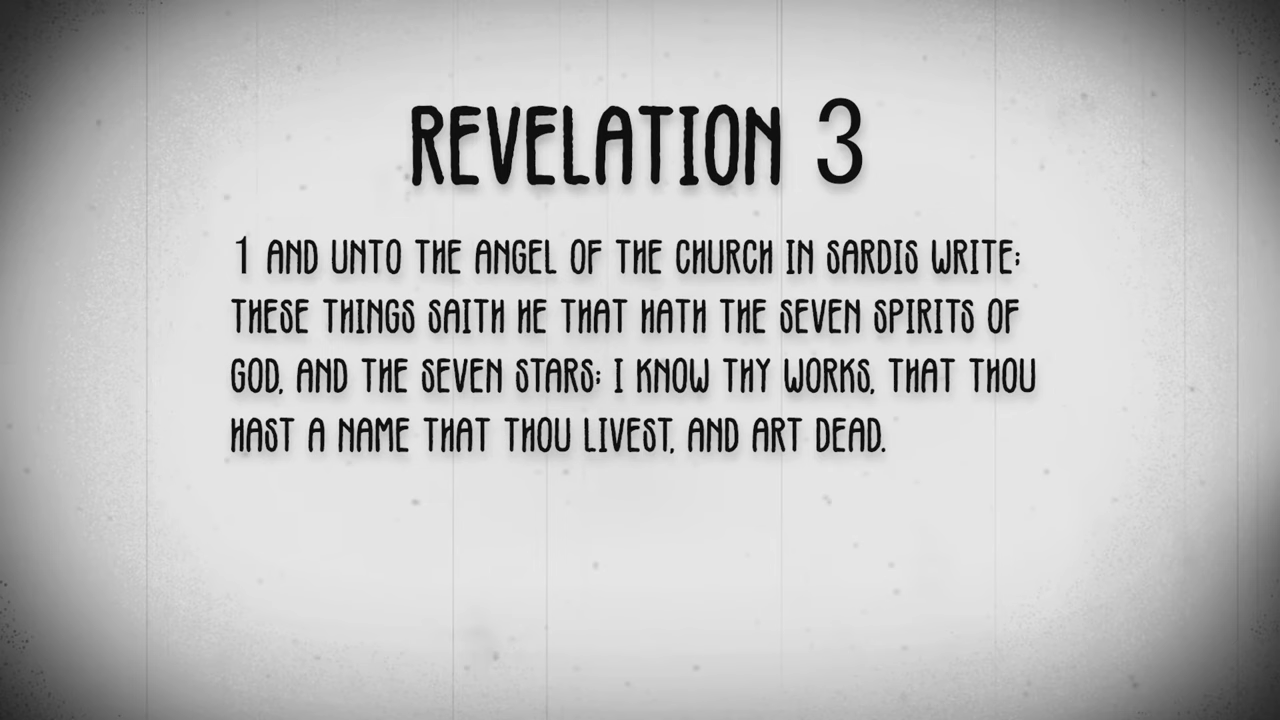 REVELATION 3
1 AND UNTO THE ANGEL OF THE CHURCH IN SARDIS WRITE;
THESE THINGS SAITH HE THAT HATH THE SEVEN SPIRITS OF
GOD, AND THE SEVEN STARS; I KNOW THY WORKS, THAT THOU
HAST A NAME THAT THOU LIVEST, AND ART DEAD.